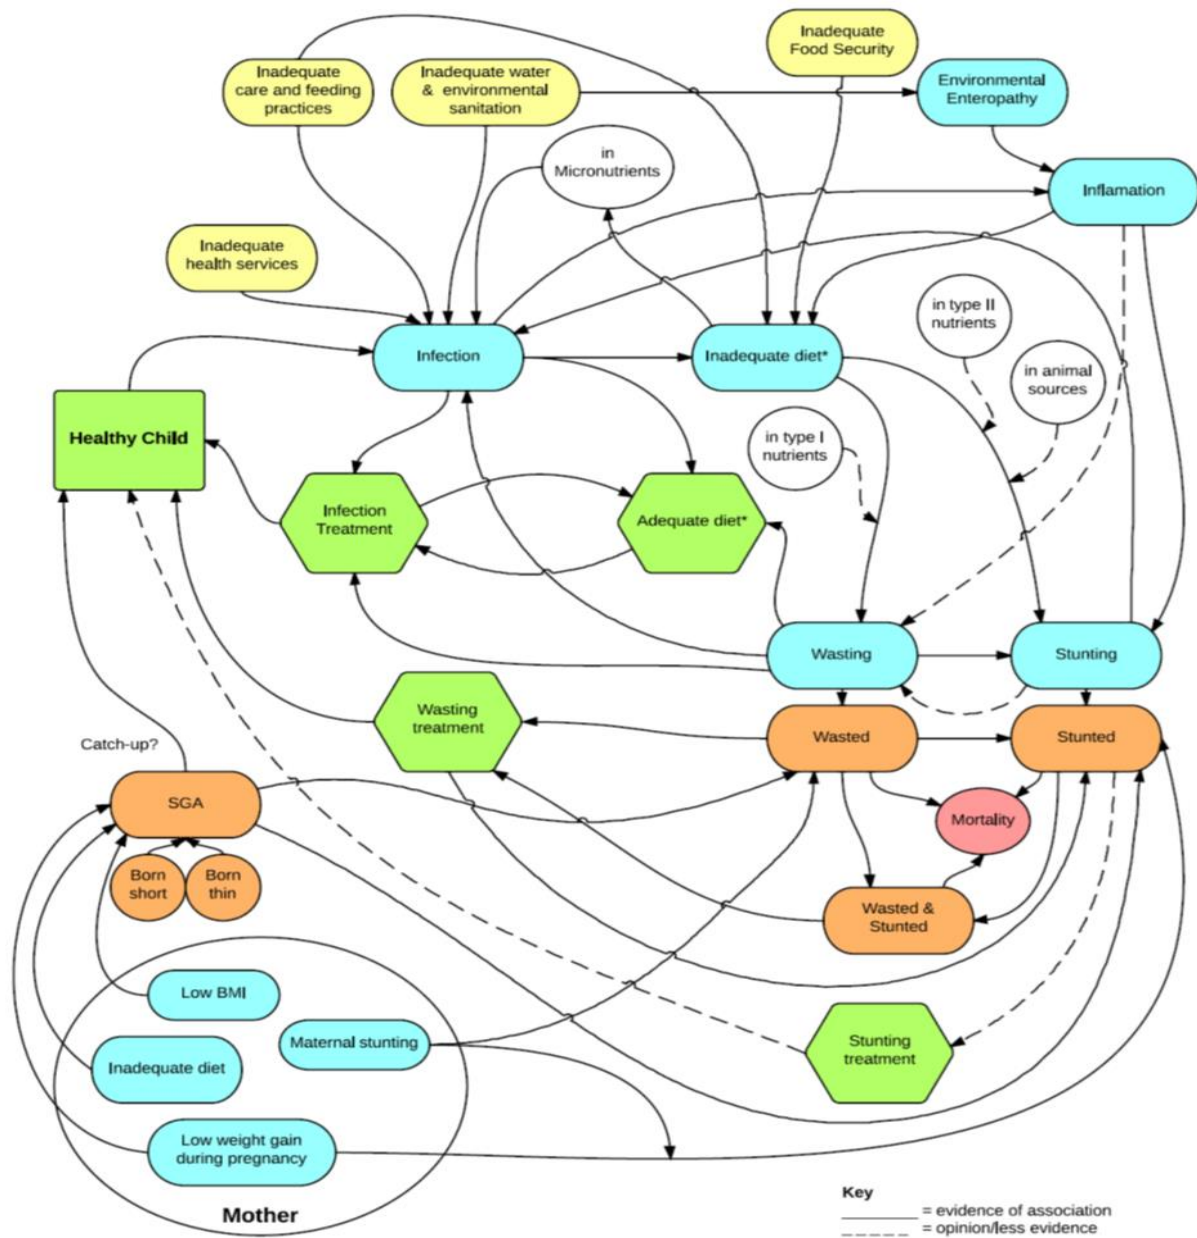 Inadequate
Food Security
Inadequate
care and feeding
practices
Inadequate water
& environmental
sanitation
Environmental
Enteropathy
in
Micronutrients
Inflamation
Inadequate
health services
in type II
nutrients
Infection
Inadequate diet*
in animal
sources
Healthy Child
in type I
nutrients
Infection
Treatment
Adequate diet*
Wasting
Stunting
Wasting
treatment
Wasted
Stunted
Catch-up?
SGA
Mortality
Born
short
Born
thin
Wasted &
Stunted
Low BMI
Maternal stunting
Stunting
treatment
Inadequate diet
Low weight gain
during pregnancy
Mother
Key
= evidence of association
= opinion/less evidence